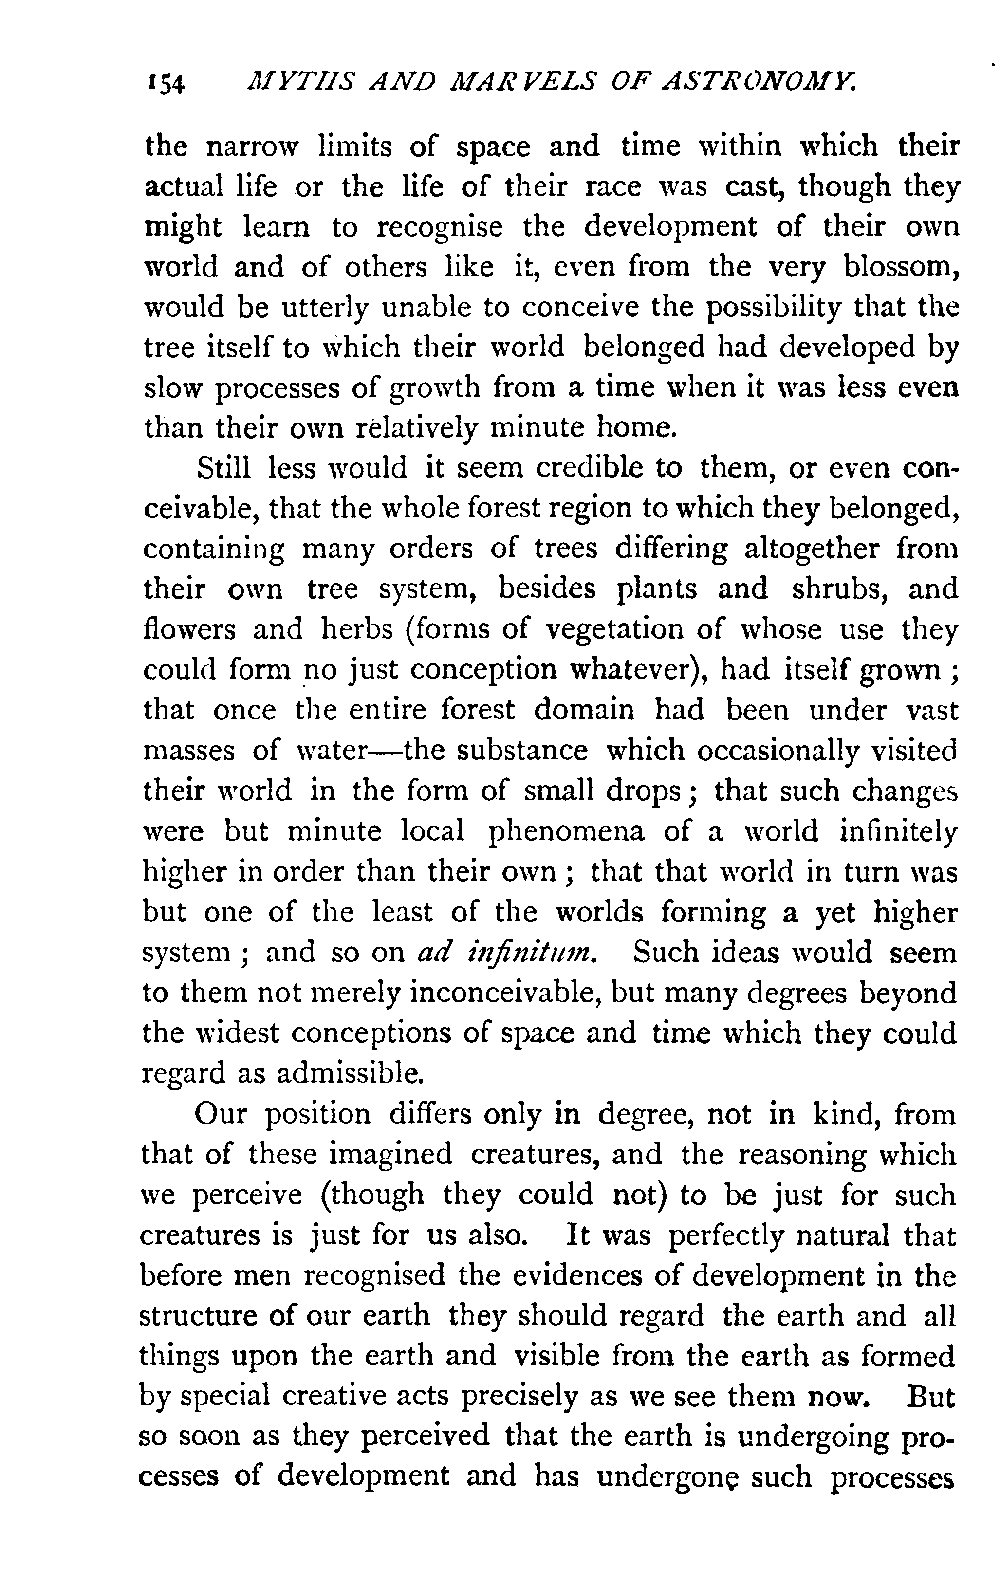 154 MYTHS AND MARVELS OF ASTRONOMY.
the narrow limits of space and time within which their
actual life or the life of their race was cast, though they
might learn to recognise the development of their own
world and of others like it, even from the very blossom,
would be utterly unable to conceive the possibility that the
tree itself to which their world belonged had developed by
slow processes of growth from a time when it was less even
than their own relatively minute home.
Still less would it seem credible to them, or even con-
ceivable, that the whole forest region to which they belonged,
containing many orders of trees differing altogether from
their own tree system, besides plants and shrubs, and
flowers and herbs (forms of vegetation of whose use they
could form no just conception whatever), had itself grown ;
that once the entire forest domain had been under vast
masses of water—the substance which occasionally visited
their world in the form of small drops ; that such changes
were but minute local phenomena of a world infinitely
higher in order than their own ; that that world in turn was
but one of the least of the worlds forming a yet higher
system ; and so on ad infinitum. Such ideas would seem
to them not merely inconceivable, but many degrees beyond
the widest conceptions of space and time which they could
regard as admissible.
Our position differs only in degree, not in kind, from
that of these imagined creatures, and the reasoning which
we perceive (though they could not) to be just for such
creatures is just for us also. It was perfectly natural that
before men recognised the evidences of development in the
structure of our earth they should regard the earth and all
things upon the earth and visible from the earth as formed
by special creative acts precisely as we see them now. But
so soon as they perceived that the earth is undergoing pro-
cesses of development and has undergone such processes